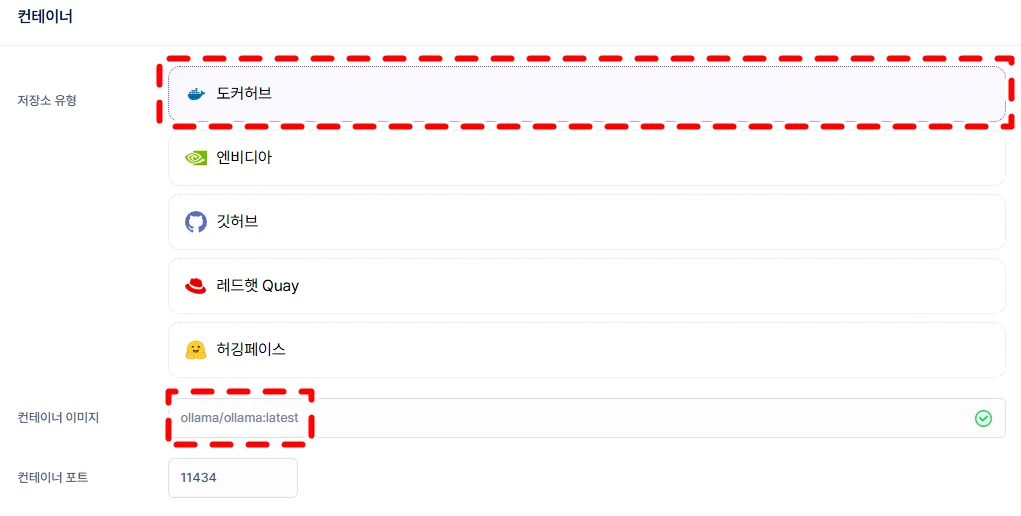 컨테이너
저장소 유형
도커허브
엔비디아
깃허브
레드햇 Quay
허깅페이스
컨테이너 이미지
ollama/ollama:latest
컨테이너 포트
11434